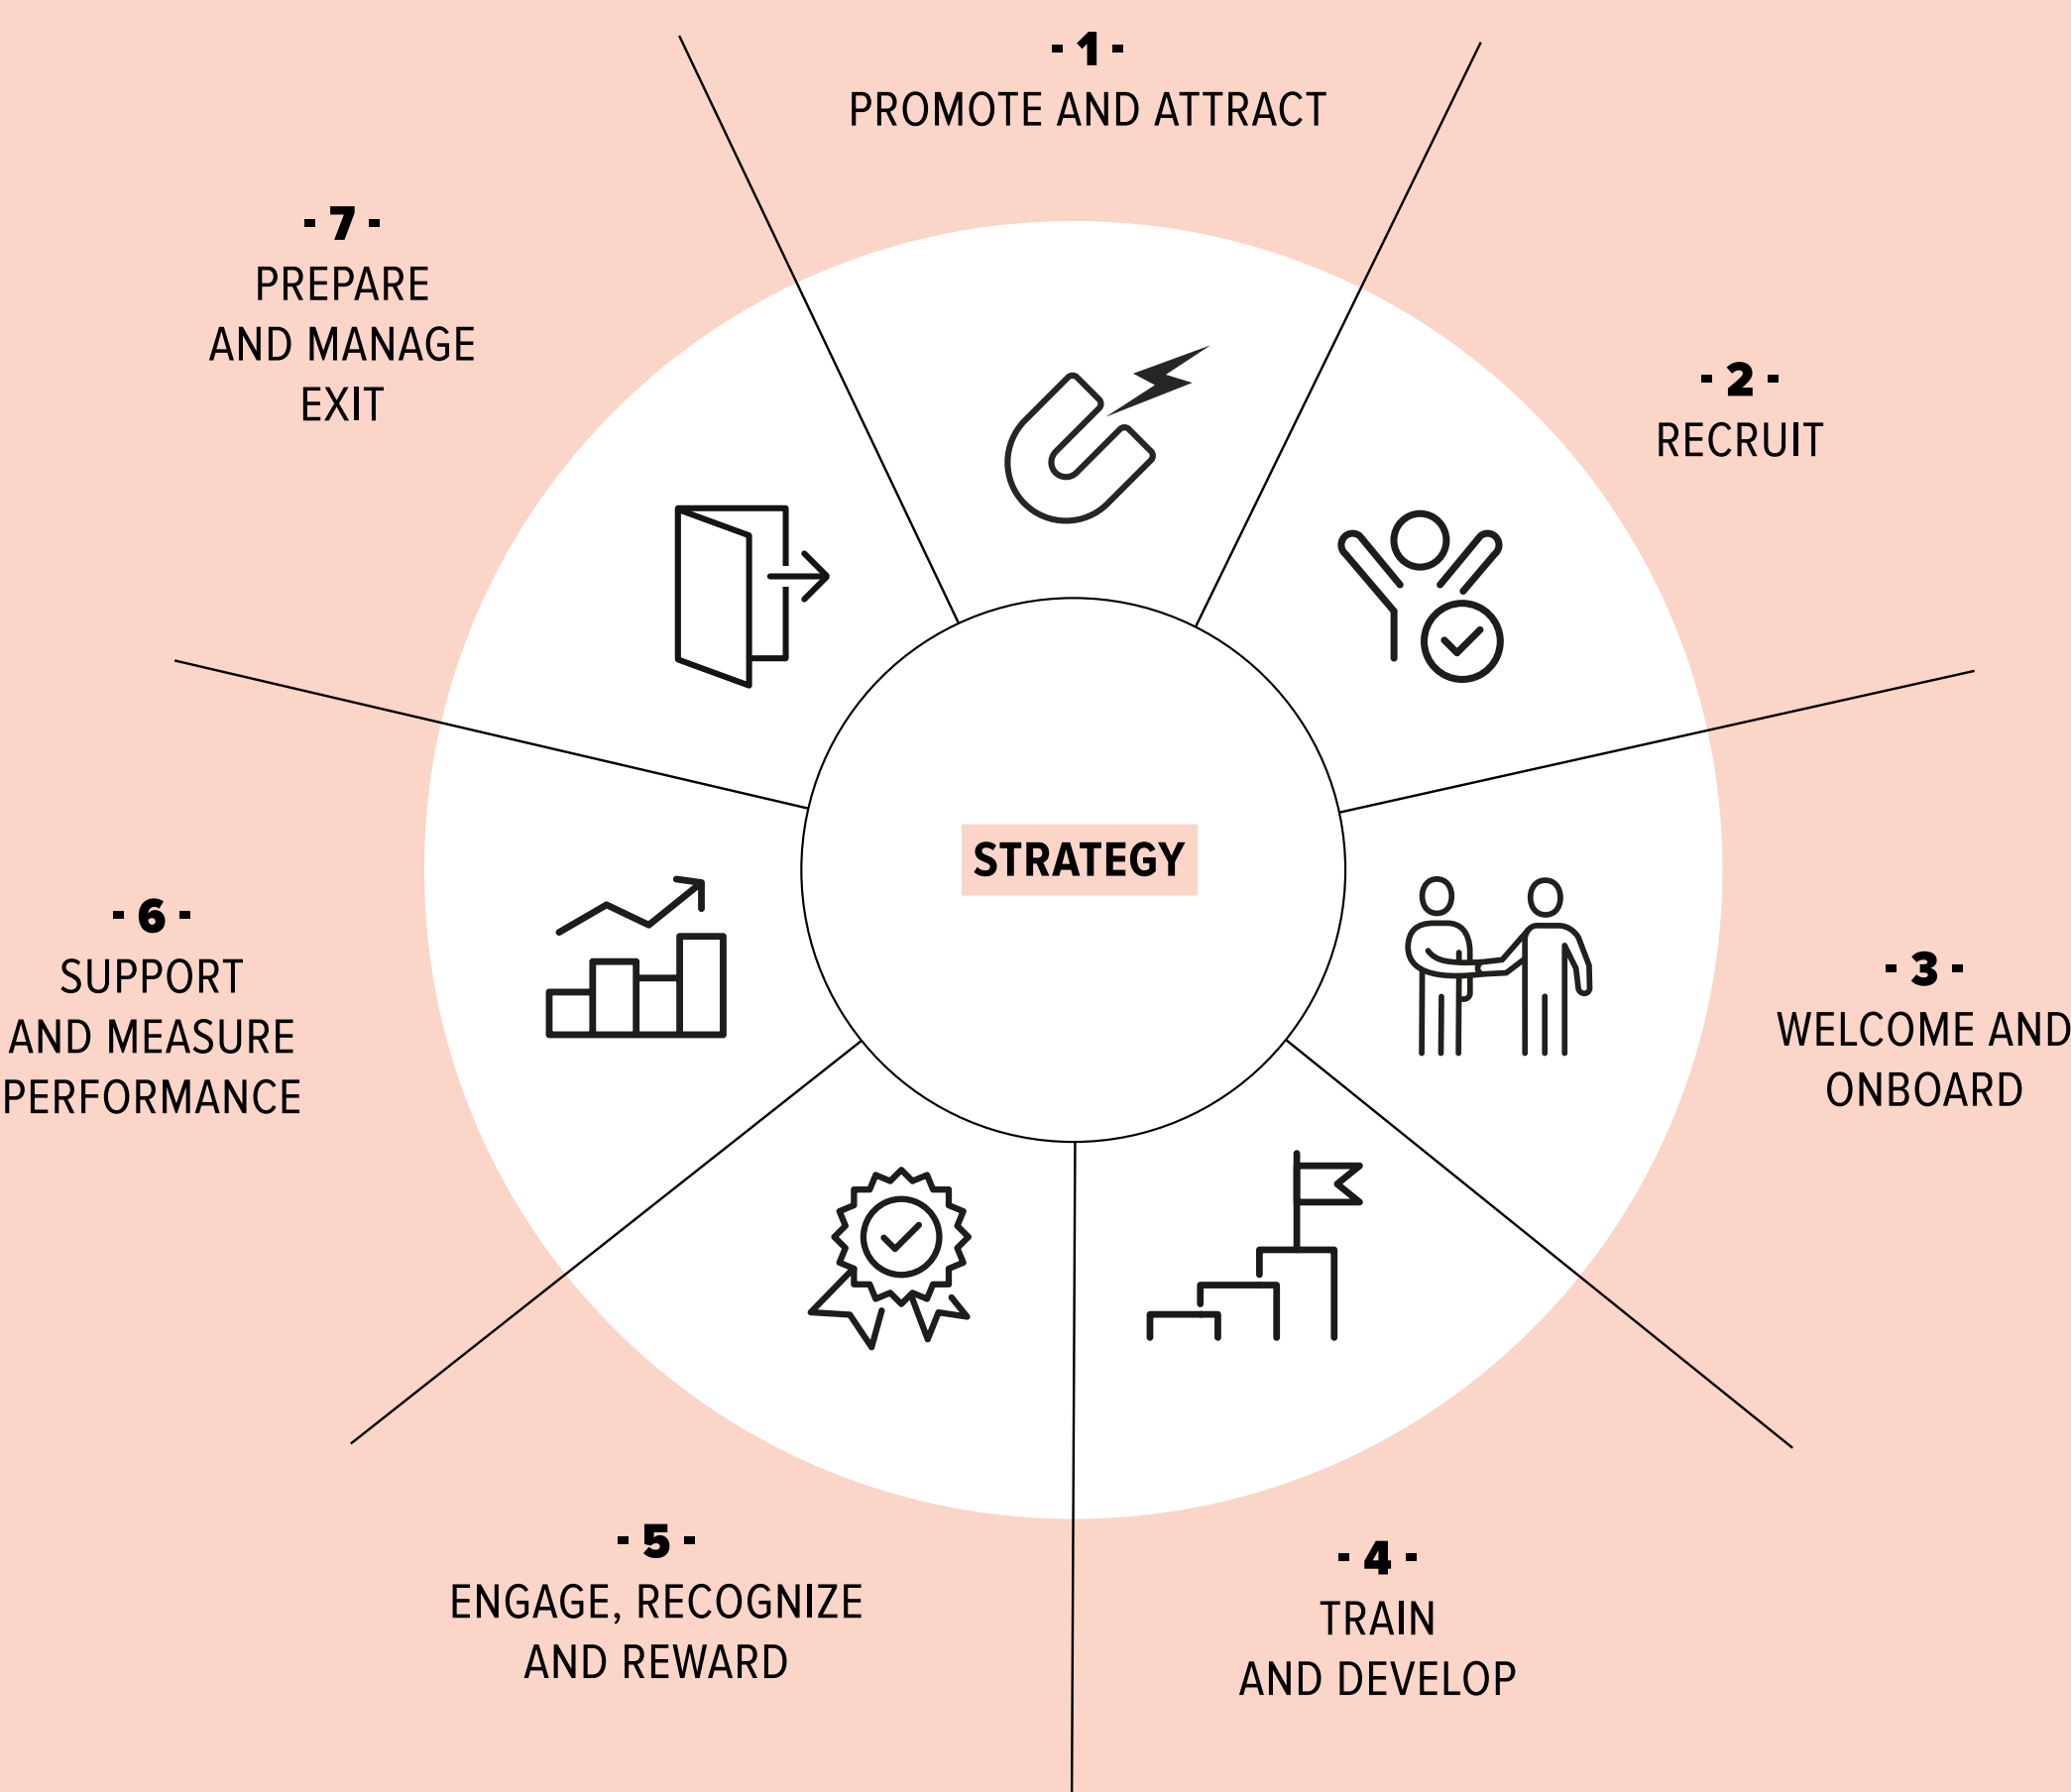 - 1 -
PROMOTE AND ATTRACT
- 2 -
RECRUIT
- 3 -
WELCOME AND
ONBOARD
- 4 -
TRAIN
AND DEVELOP
- 5 -
ENGAGE, RECOGNIZE
AND REWARD
- 6 -
SUPPORT
AND MEASURE
PERFORMANCE
- 7 -
PREPARE
AND MANAGE
EXIT
STRATEGY